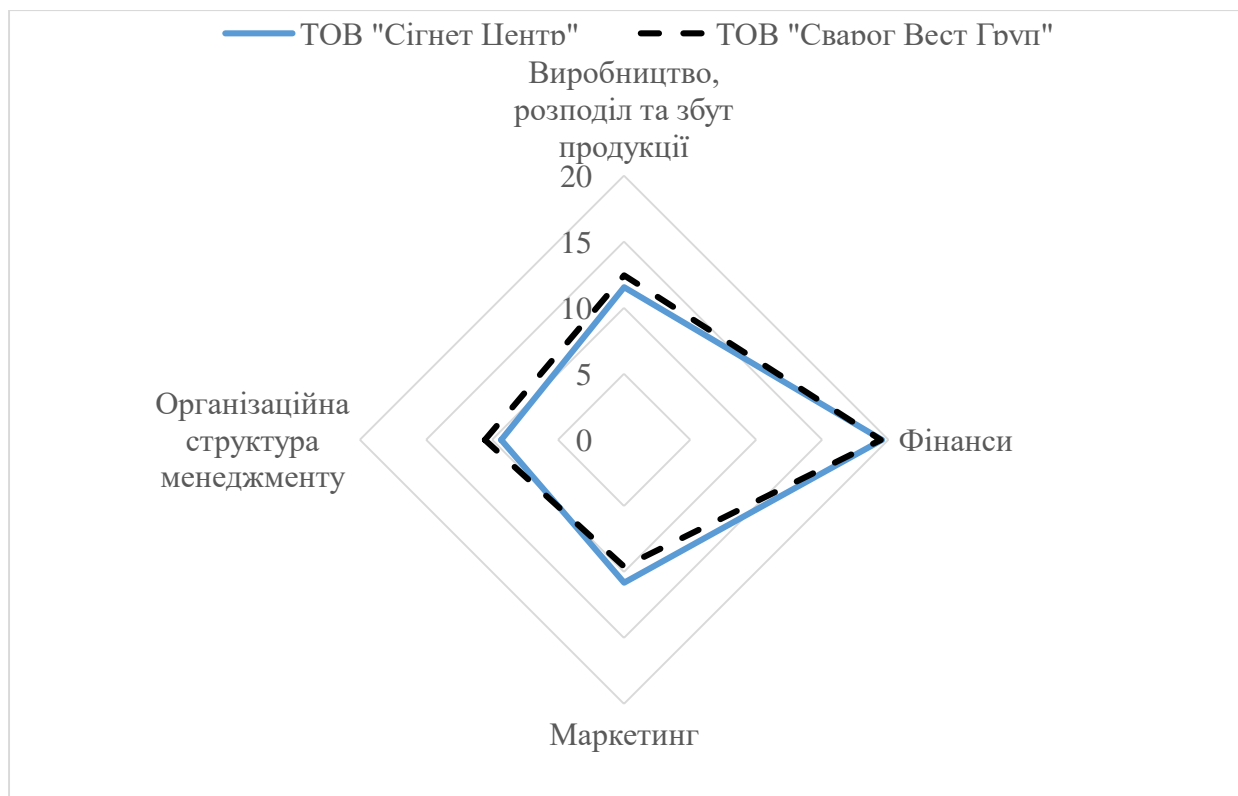 ТОВ "Сігнет Центр" ТОВ "Сварог Вест Груп"
Виробництво,
розподіл та збут
продукції
20
15
10
5
0
Організаційна
структура
менеджменту
Фінанси
Маркетинг